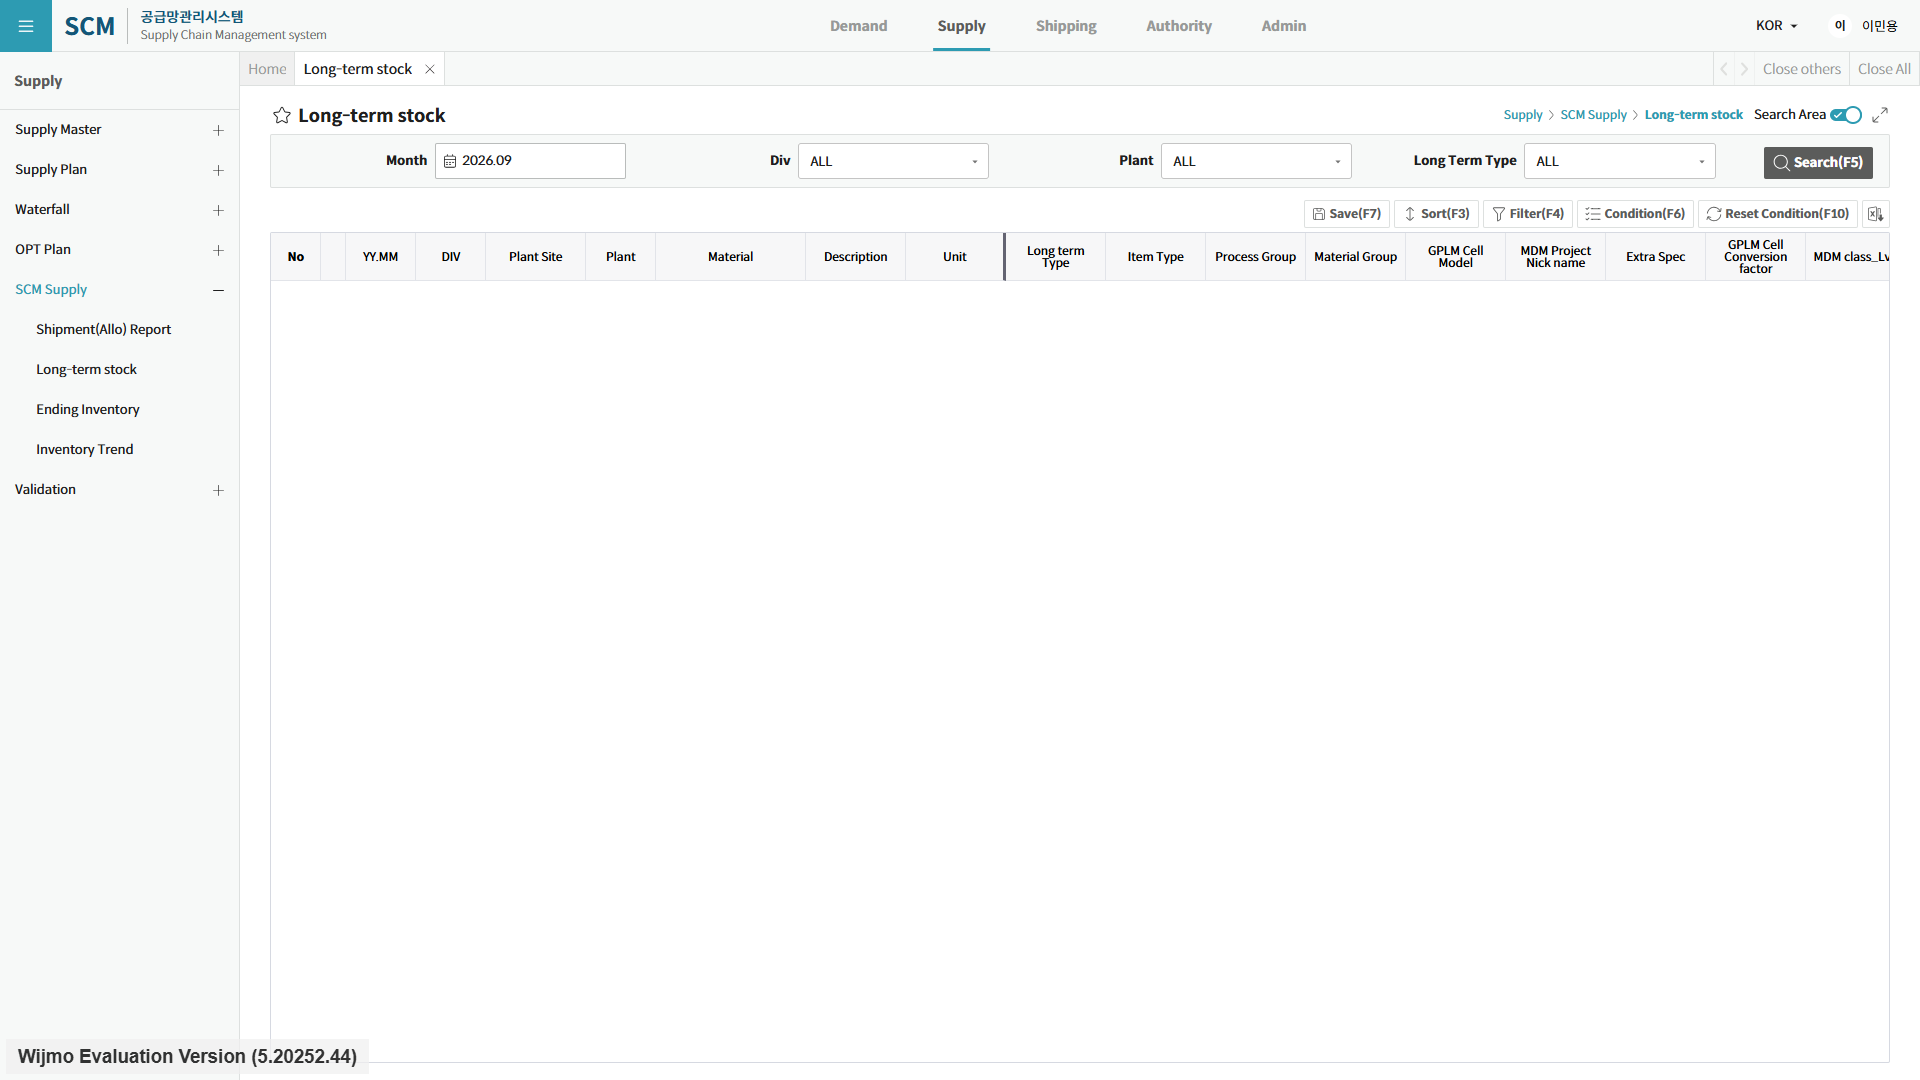 SCM
공급망관리시스템
Supply Chain Management system
Demand
Supply
Shipping
Authority
Admin
KOR
이
이민용
Supply
Home
Long-term stock
Close others
Close All
Supply Master
Supply Plan
Waterfall
OPT Plan
SCM Supply
Shipment(Allo) Report
Long-term stock
Ending Inventory
Inventory Trend
Validation
Long-term stock
Supply > SCM Supply > Long-term stock
Search Area
Month
2026.09
Div
ALL
Plant
ALL
Long Term Type
ALL
Search(F5)
Save(F7)
Sort(F3)
Filter(F4)
Condition(F6)
Reset Condition(F10)
No
YY.MM
DIV
Plant Site
Plant
Material
Description
Unit
Long term
Type
Item Type
Process Group
Material Group
GPLM Cell
Model
MDM Project
Nick name
Extra Spec
GPLM Cell
Conversion
factor
MDM class_Lv
Wijmo Evaluation Version (5.20252.44)